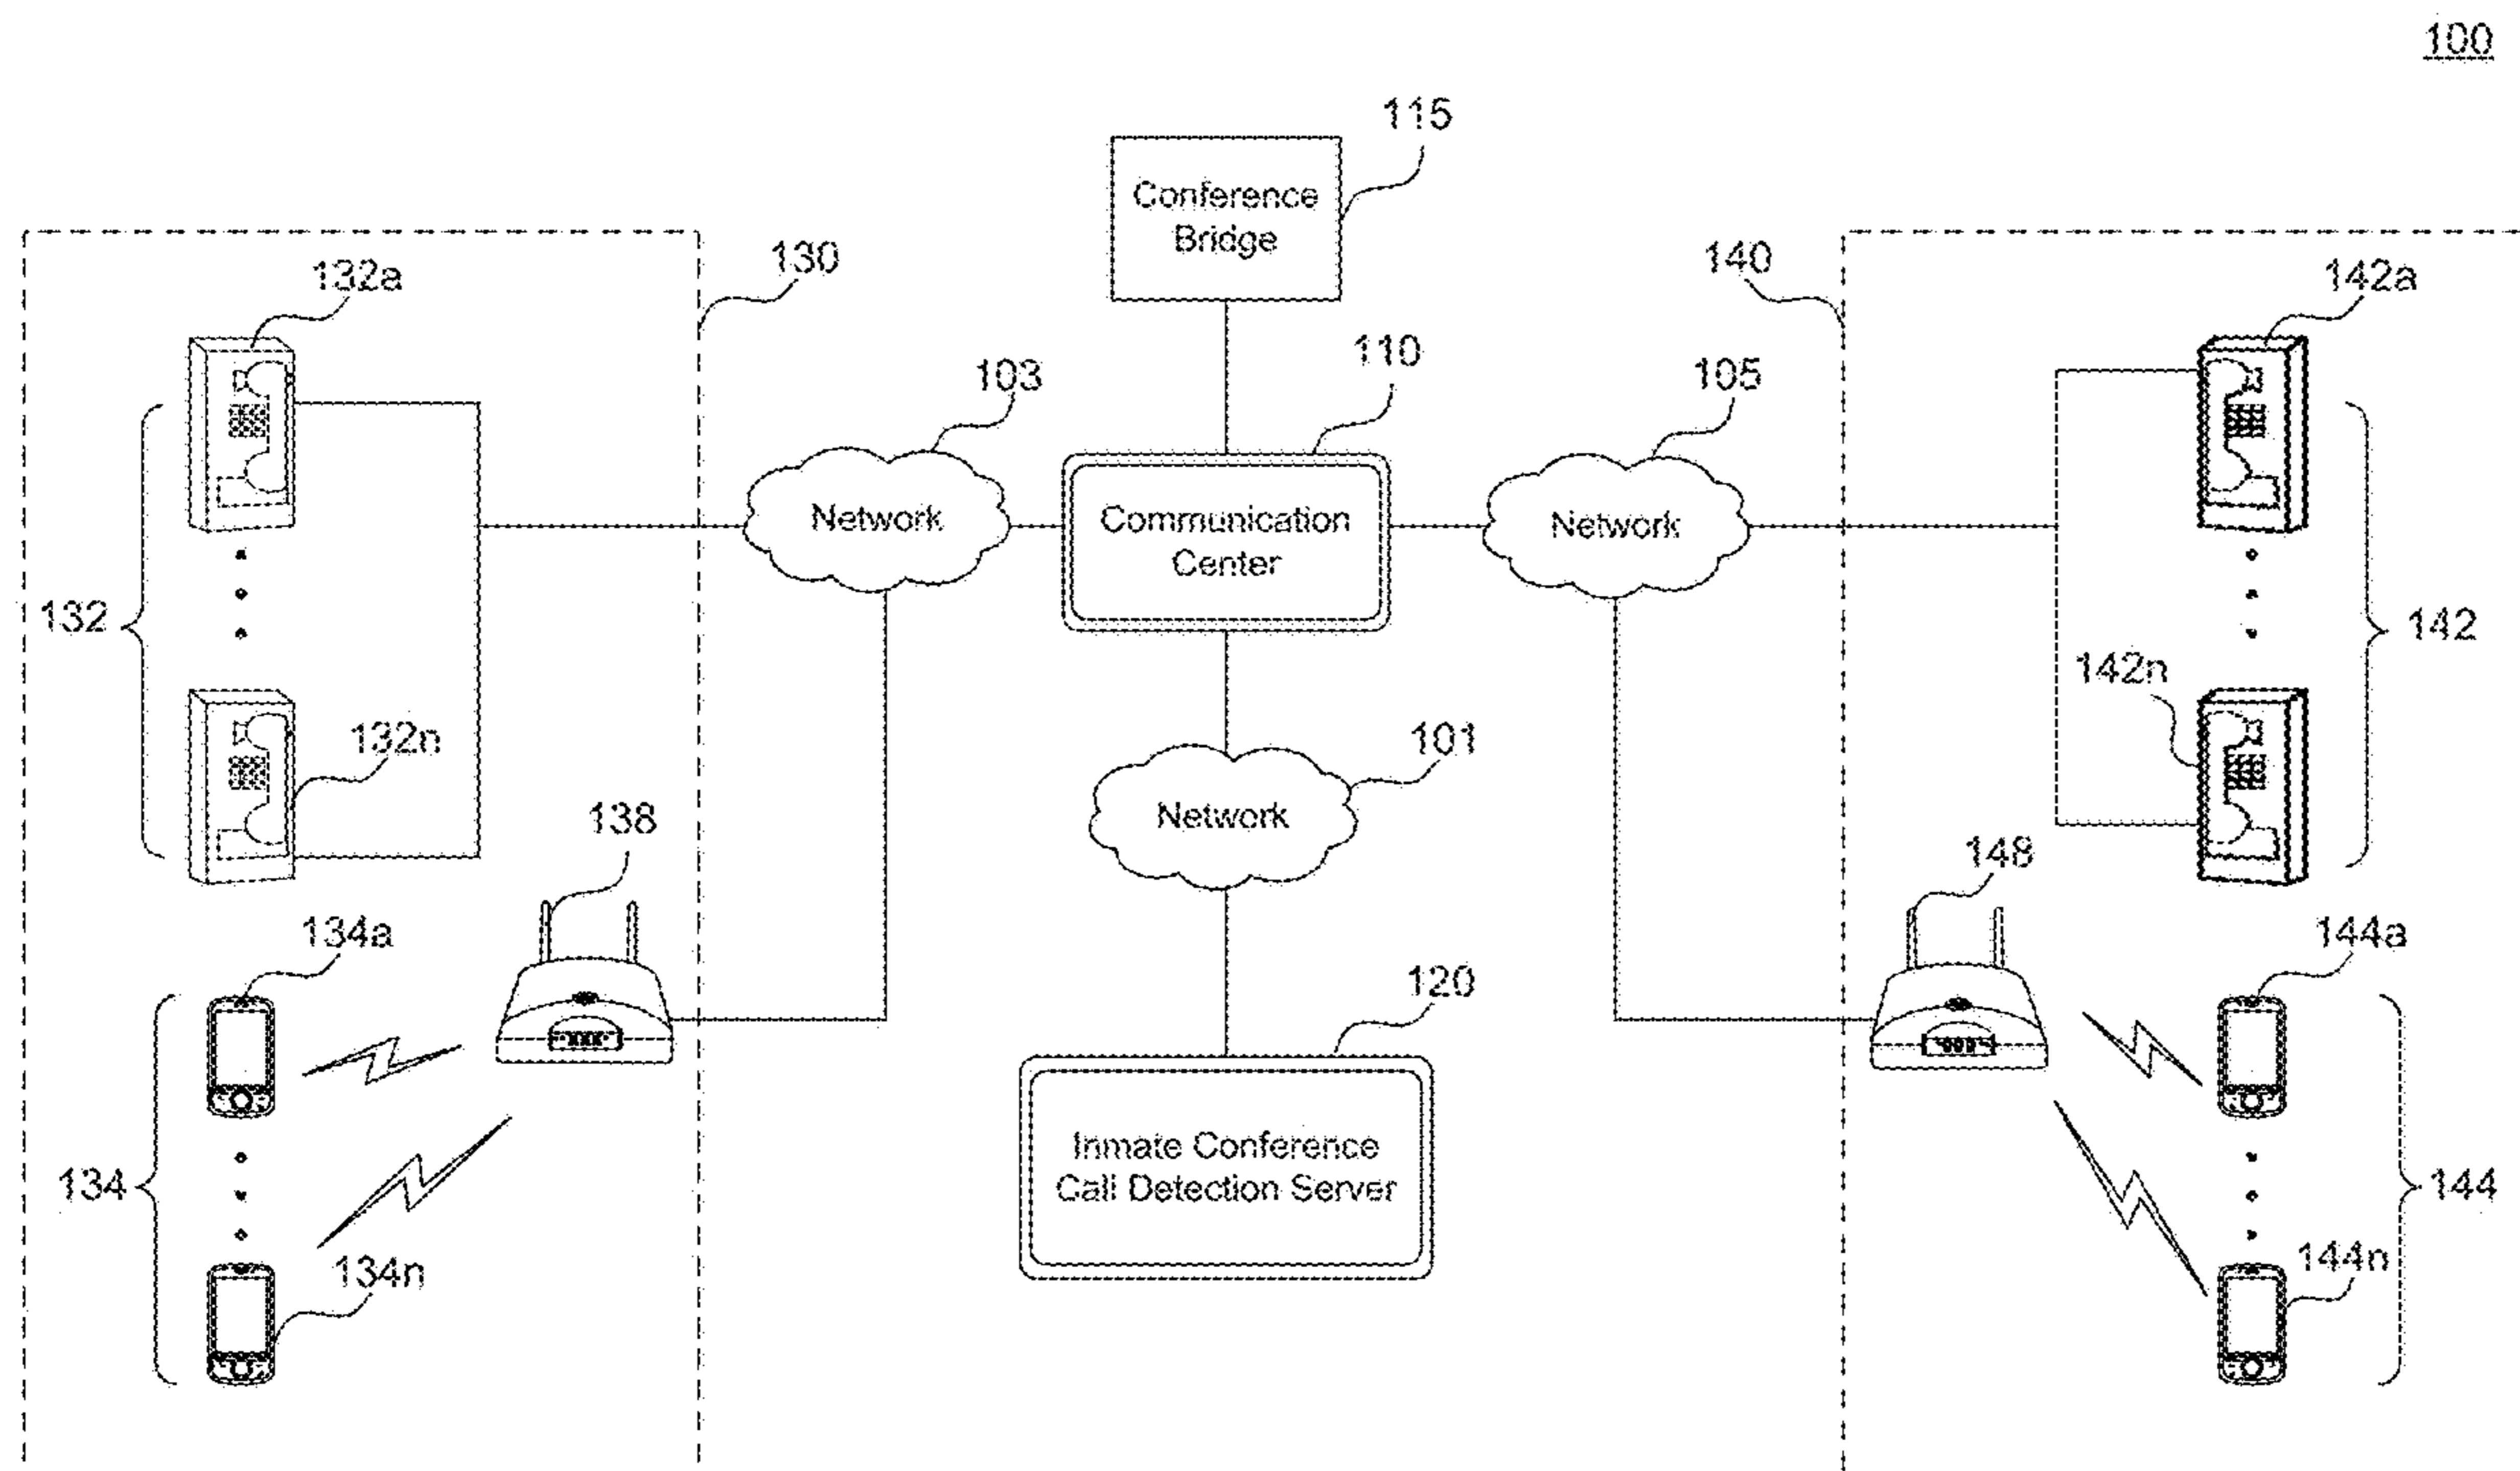 100
115
Conference
Bridge
130
140
132a
142a
110
103
105
Network
Communication
Center
Network
132
142
142n
132n
101
Network
138
148
134a
144a
120
Inmate Conference
Call Detection Server
134
144
134n
144n